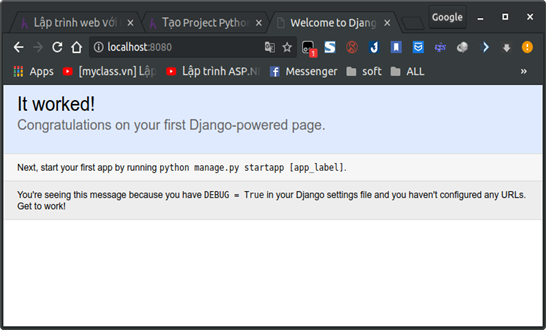 Lập trình web với
Tạo Project Python
Welcome to Djang
Google
localhost:8080
1
Apps
[myclass.vn] Lập
Lập trình ASP.NE
Messenger
soft
ALL
»
It worked!
Congratulations on your first Django-powered page.
Next, start your first app by running python manage.py startapp [app_label].
You're seeing this message because you have DEBUG = True in your Django settings file and you haven't configured any URLs.
Get to work!